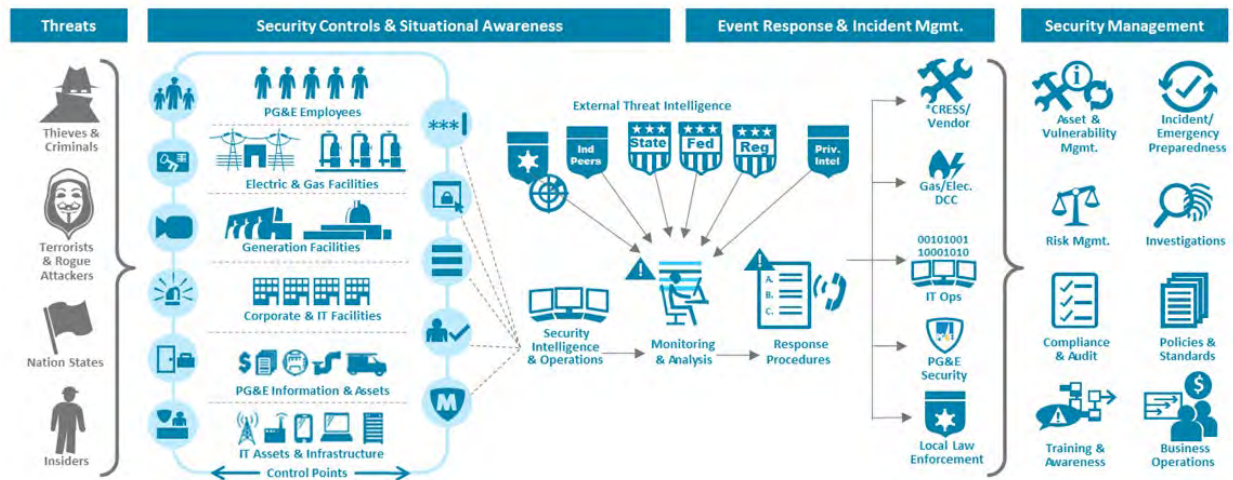 Threats
Security Controls & Situational Awareness
Event Response & Incident Mgmt.
Security Management
Thieves &
Criminals
Terrorists
& Rogue
Attackers
Nation States
Insiders
PG&E Employees
Electric & Gas Facilities
Generation Facilities
Corporate & IT Facilities
$
PG&E Information & Assets
IT Assets & Infrastructure
Control Points
***|
M
External Threat Intelligence
Ind
Peers
State
Fed
Reg
Priv.
Intel
Security
Intelligence
& Operations
!
Monitoring
& Analysis
!
A.
B.
C.
Response
Procedures
*CRESS/
Vendor
Gas/Elec.
DCC
00101001
10001010
IT Ops
PG&E
Security
Local Law
Enforcement
i
Asset &
Vulnerability
Mgmt.
Incident/
Emergency
Preparedness
Risk Mgmt.
Investigations
Compliance
& Audit
Policies &
Standards
!
Training &
Awareness
$
Business
Operations